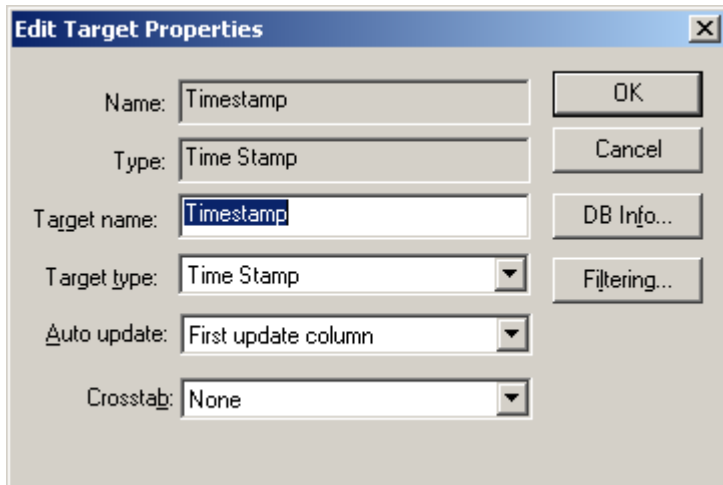 Edit Target Properties
Name: Timestamp
OK
Type: Time Stamp
Cancel
Target name: Timestamp
DB Info...
Target type: Time Stamp
Filtering...
Auto update: First update column
Crosstab: None